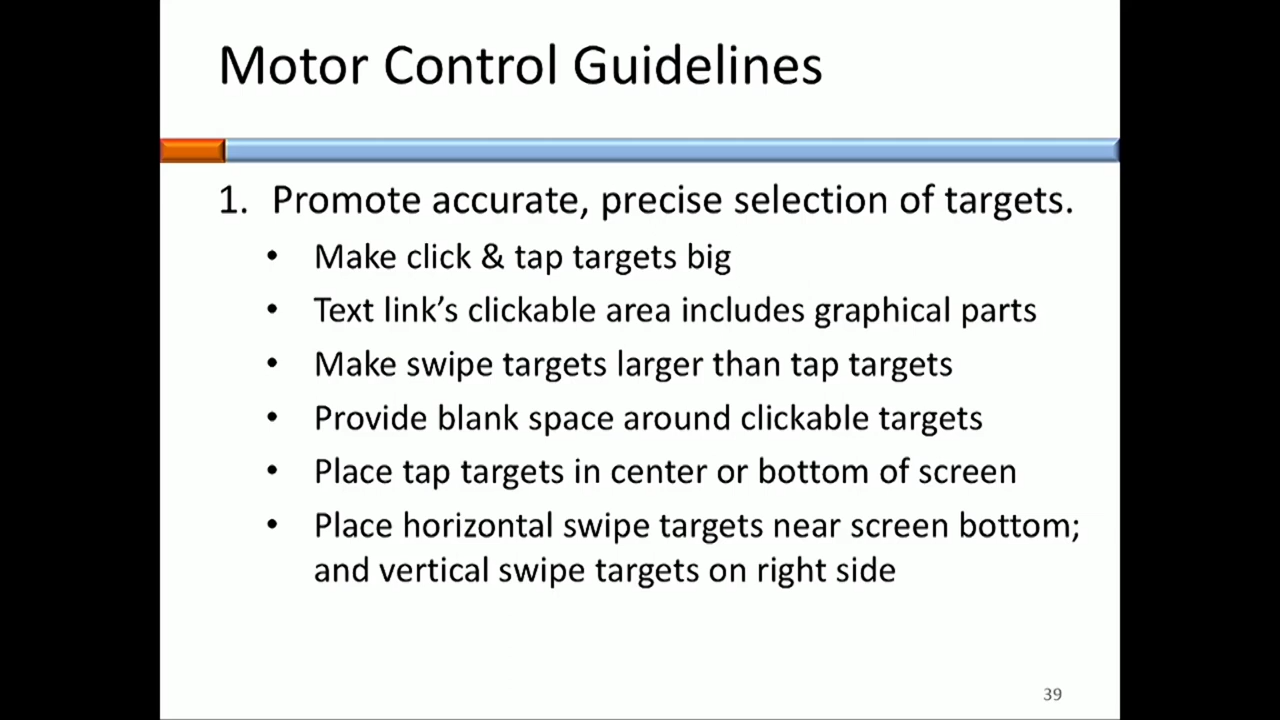 Motor Control Guidelines
1. Promote accurate, precise selection of targets.
• Make click & tap targets big
• Text link’s clickable area includes graphical parts
• Make swipe targets larger than tap targets
• Provide blank space around clickable targets
• Place tap targets in center or bottom of screen
• Place horizontal swipe targets near screen bottom;
and vertical swipe targets on right side
39